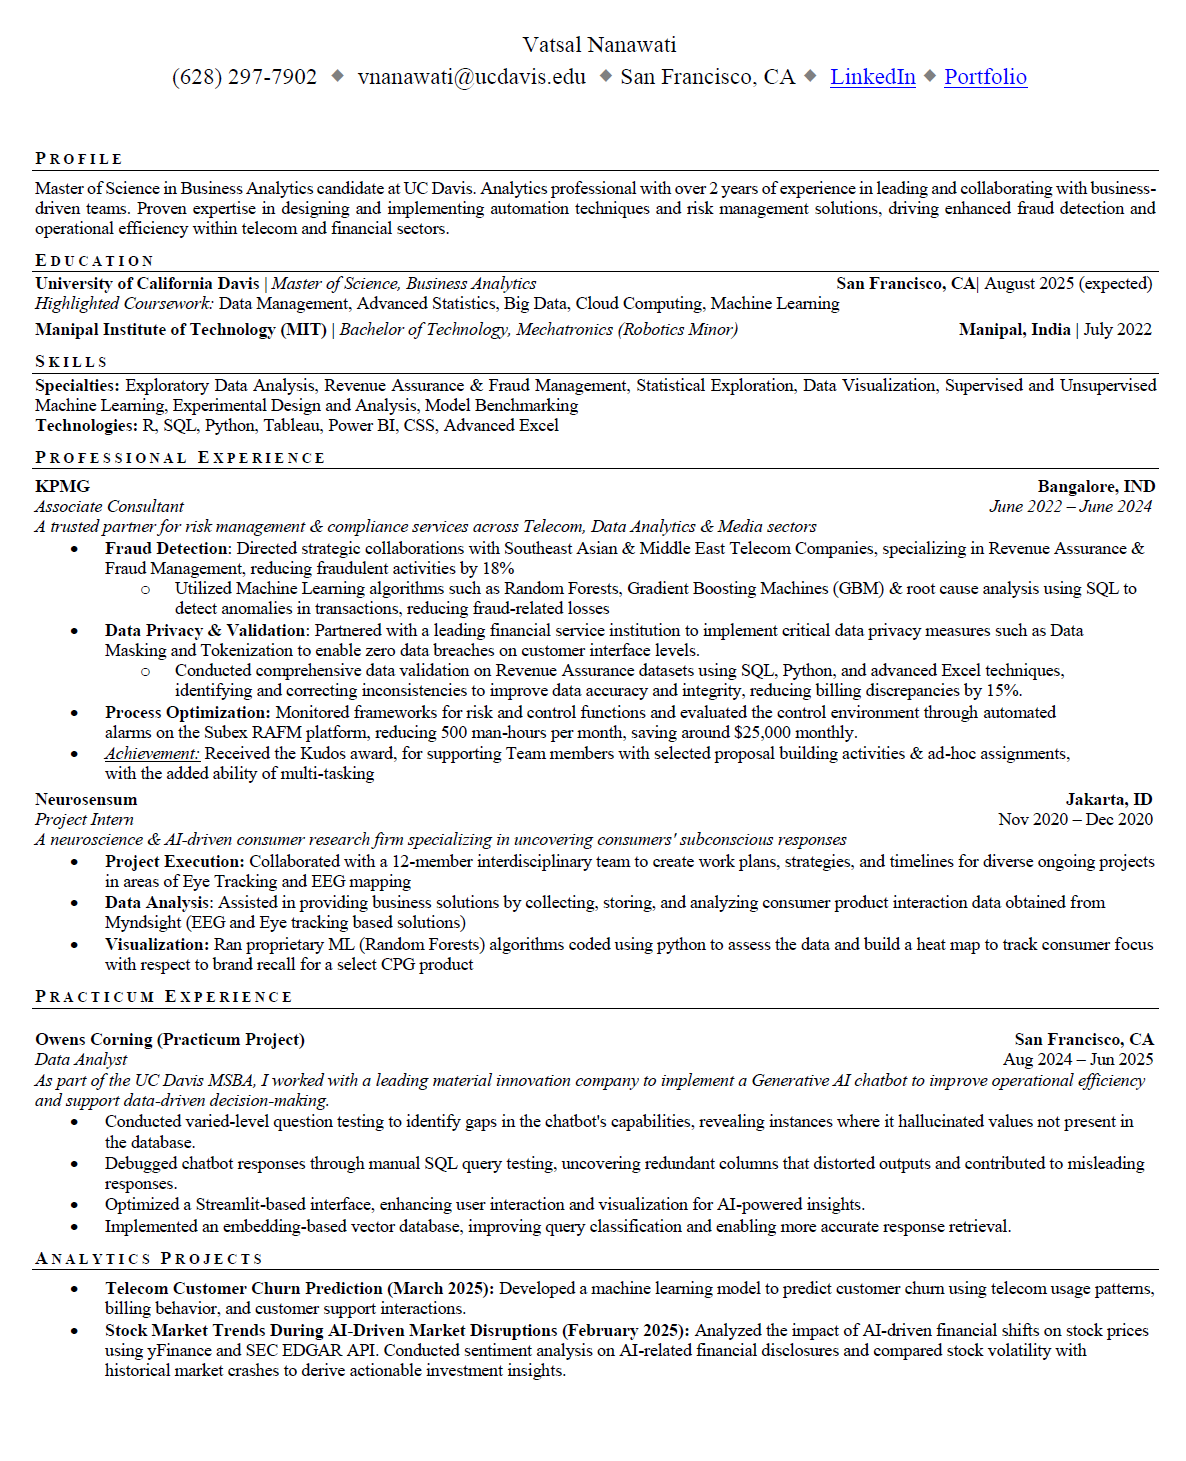 Vatsal Nanawati
(628) 297-7902 ◆ vnanawati@ucdavis.edu ◆ San Francisco, CA ◆ LinkedIn ◆ Portfolio
PROFILE
Master of Science in Business Analytics candidate at UC Davis. Analytics professional with over 2 years of experience in leading and collaborating with business-
driven teams. Proven expertise in designing and implementing automation techniques and risk management solutions, driving enhanced fraud detection and
operational efficiency within telecom and financial sectors.
EDUCATION
University of California Davis | Master of Science, Business Analytics San Francisco, CA| August 2025 (expected)
Highlighted Coursework: Data Management, Advanced Statistics, Big Data, Cloud Computing, Machine Learning
Manipal Institute of Technology (MIT) | Bachelor of Technology, Mechatronics (Robotics Minor) Manipal, India | July 2022
SKILLS
Specialties: Exploratory Data Analysis, Revenue Assurance & Fraud Management, Statistical Exploration, Data Visualization, Supervised and Unsupervised
Machine Learning, Experimental Design and Analysis, Model Benchmarking
Technologies: R, SQL, Python, Tableau, Power BI, CSS, Advanced Excel
PROFESSIONAL EXPERIENCE
KPMG Bangalore, IND
Associate Consultant June 2022 – June 2024
A trusted partner for risk management & compliance services across Telecom, Data Analytics & Media sectors
• Fraud Detection: Directed strategic collaborations with Southeast Asian & Middle East Telecom Companies, specializing in Revenue Assurance &
Fraud Management, reducing fraudulent activities by 18%
o Utilized Machine Learning algorithms such as Random Forests, Gradient Boosting Machines (GBM) & root cause analysis using SQL to
detect anomalies in transactions, reducing fraud-related losses
• Data Privacy & Validation: Partnered with a leading financial service institution to implement critical data privacy measures such as Data
Masking and Tokenization to enable zero data breaches on customer interface levels.
o Conducted comprehensive data validation on Revenue Assurance datasets using SQL, Python, and advanced Excel techniques,
identifying and correcting inconsistencies to improve data accuracy and integrity, reducing billing discrepancies by 15%.
• Process Optimization: Monitored frameworks for risk and control functions and evaluated the control environment through automated
alarms on the Subex RAFM platform, reducing 500 man-hours per month, saving around $25,000 monthly.
• Achievement: Received the Kudos award, for supporting Team members with selected proposal building activities & ad-hoc assignments,
with the added ability of multi-tasking
Neurosensum Jakarta, ID
Project Intern Nov 2020 – Dec 2020
A neuroscience & AI-driven consumer research firm specializing in uncovering consumers' subconscious responses
• Project Execution: Collaborated with a 12-member interdisciplinary team to create work plans, strategies, and timelines for diverse ongoing projects
in areas of Eye Tracking and EEG mapping
• Data Analysis: Assisted in providing business solutions by collecting, storing, and analyzing consumer product interaction data obtained from
Myndsight (EEG and Eye tracking based solutions)
• Visualization: Ran proprietary ML (Random Forests) algorithms coded using python to assess the data and build a heat map to track consumer focus
with respect to brand recall for a select CPG product
PRACTICUM EXPERIENCE
Owens Corning (Practicum Project) San Francisco, CA
Data Analyst Aug 2024 – Jun 2025
As part of the UC Davis MSBA, I worked with a leading material innovation company to implement a Generative AI chatbot to improve operational efficiency
and support data-driven decision-making.
• Conducted varied-level question testing to identify gaps in the chatbot's capabilities, revealing instances where it hallucinated values not present in
the database.
• Debugged chatbot responses through manual SQL query testing, uncovering redundant columns that distorted outputs and contributed to misleading
responses.
• Optimized a Streamlit-based interface, enhancing user interaction and visualization for AI-powered insights.
• Implemented an embedding-based vector database, improving query classification and enabling more accurate response retrieval.
ANALYTICS PROJECTS
• Telecom Customer Churn Prediction (March 2025): Developed a machine learning model to predict customer churn using telecom usage patterns,
billing behavior, and customer support interactions.
• Stock Market Trends During AI-Driven Market Disruptions (February 2025): Analyzed the impact of AI-driven financial shifts on stock prices
using yFinance and SEC EDGAR API. Conducted sentiment analysis on AI-related financial disclosures and compared stock volatility with
historical market crashes to derive actionable investment insights.